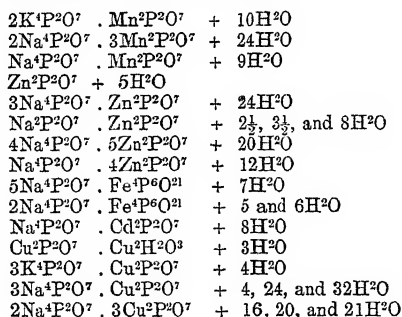 2K⁴P²O⁷ . Mn²P²O⁷ + 10H²O
2Na⁴P²O⁷ . 3Mn²P²O⁷ + 24H²O
Na⁴P²O⁷ . Mn²P²O⁷ + 9H²O
Zn²P²O⁷ + 5H²O
3Na⁴P²O⁷ . Zn²P²O⁷ + 24H²O
Na²P²O⁷ . Zn²P²O⁷ + 2½, 3½, and 8H²O
4Na⁴P²O⁷ . 5Zn²P²O⁷ + 20H²O
Na⁴P²O⁷ . 4Zn²P²O⁷ + 12H²O
5Na⁴P²O⁷ . Fe⁴P⁶O²¹ + 7H²O
2Na⁴P²O⁷ . Fe⁴P⁶O²¹ + 5 and 6H²O
Na⁴P²O⁷ . Cd²P²O⁷ + 8H²O
Cu²P²O⁷ . Cu²H²O³ + 3H²O
3K⁴P²O⁷ . Cu²P²O⁷ + 4H²O
3Na⁴P²O⁷ . Cu²P²O⁷ + 4, 24, and 32H²O
2Na⁴P²O⁷ . 3Cu²P²O⁷ + 16, 20, and 21H²O